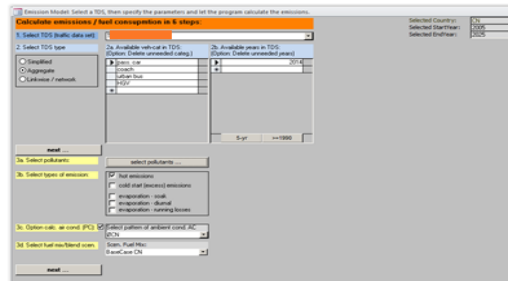 Emission Model: Select a TDS, then specify the parameters and let the program calculate the emissions.
Calculate emissions / fuel consumption in 6 steps:
Selected Country: CN
Selected StartYear: 2005
Selected EndYear: 2025
1. Select TDS (traffic data set):
2. Select TDS type
2a. Available veh-cat in TDS:
(Option: Delete unneeded categ.)
2b. Available years in TDS:
(Option: Delete unneeded years)
Simplified
Aggregate
Linkwise / network
pass. car
coach
urban bus
HGV
2014
5-yr
>=1990
next ...
3a. Select pollutants:
select pollutants ...
3b. Select types of emission:
hot emissions
cold start (excess) emissions
evaporation - soak
evaporation - diurnal
evaporation - running losses
3c. Option calc. air cond. (PC):
Select pattern of ambient cond. AC
ØCN
3d. Select fuel mix/blend scen.
Scen. Fuel Mix:
BaseCase CN
next ...